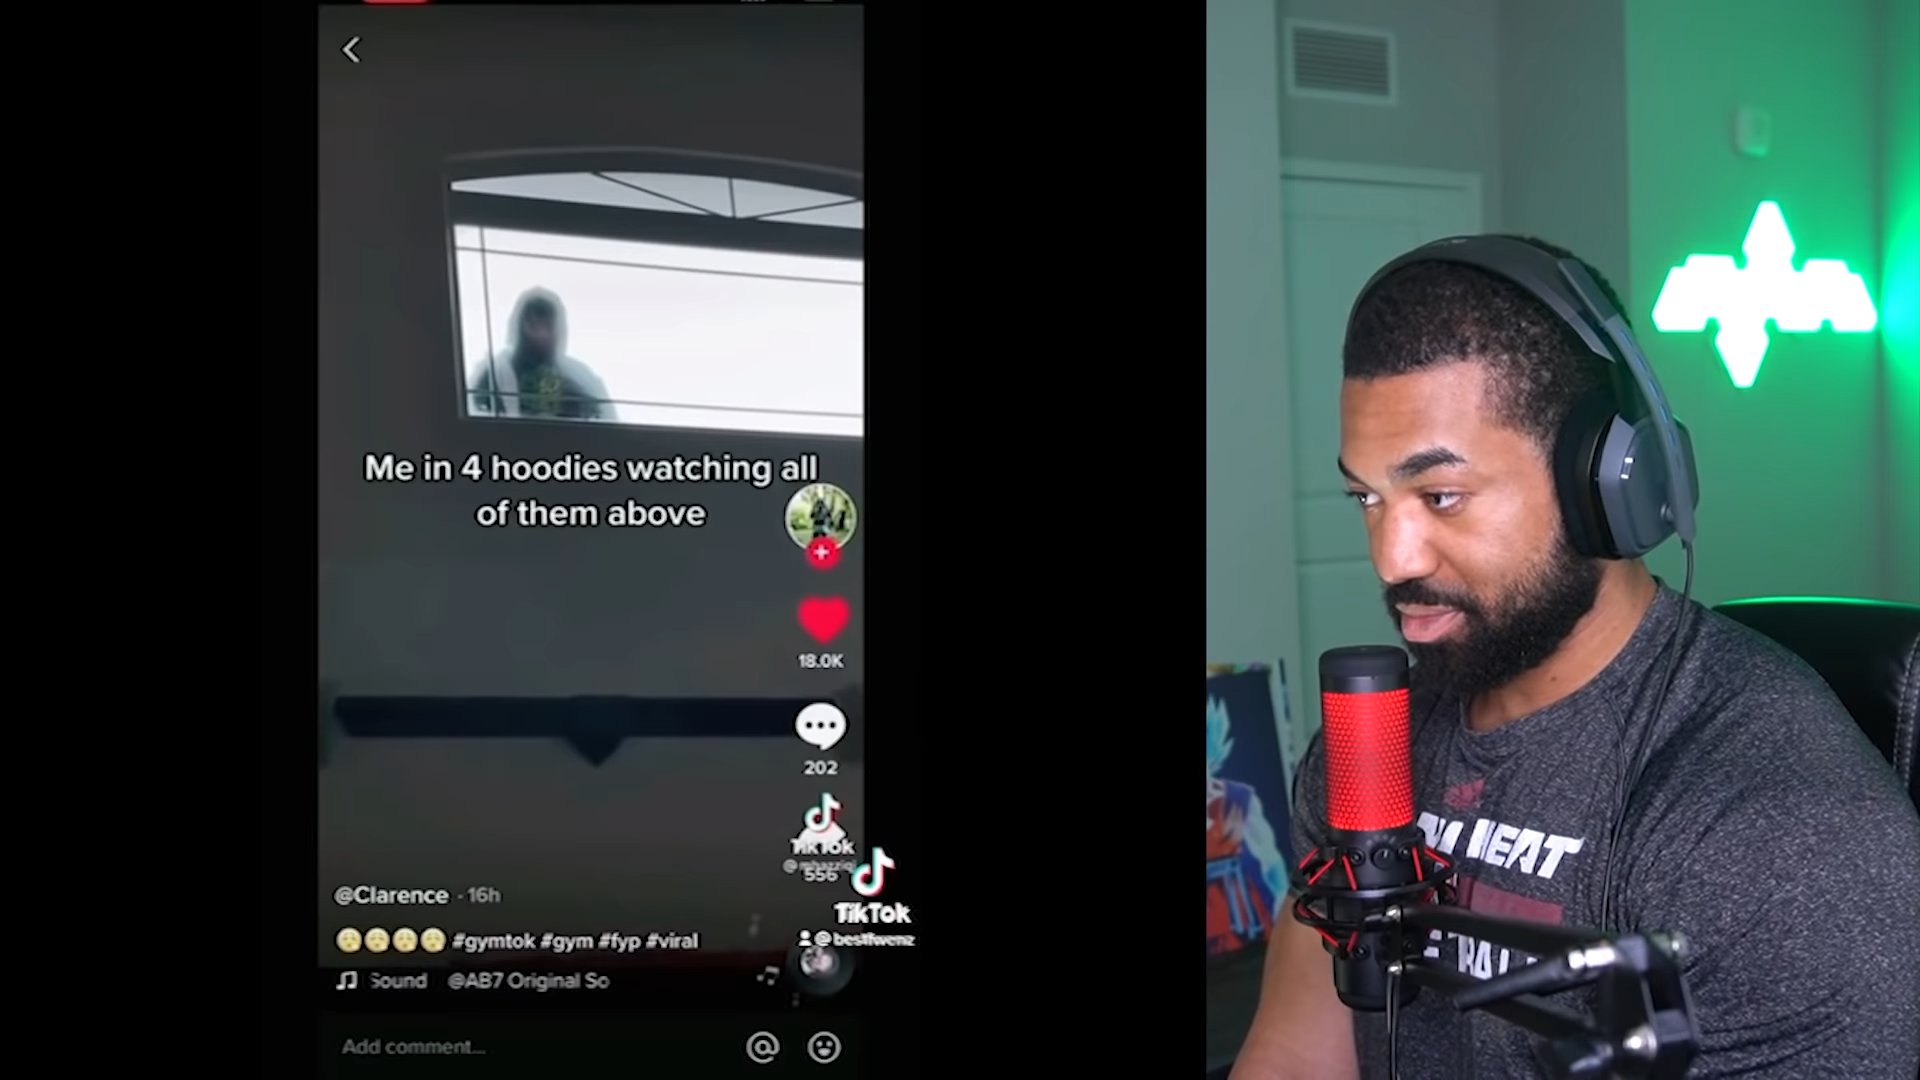 Me in 4 hoodies watching all
of them above
18.0K
202
TikTok
556
TikTok
@bestfwenz
@Clarence · 16h
#gymtok #gym #fyp #viral
Sound @AB7 Original So
Add comment...
HEAT